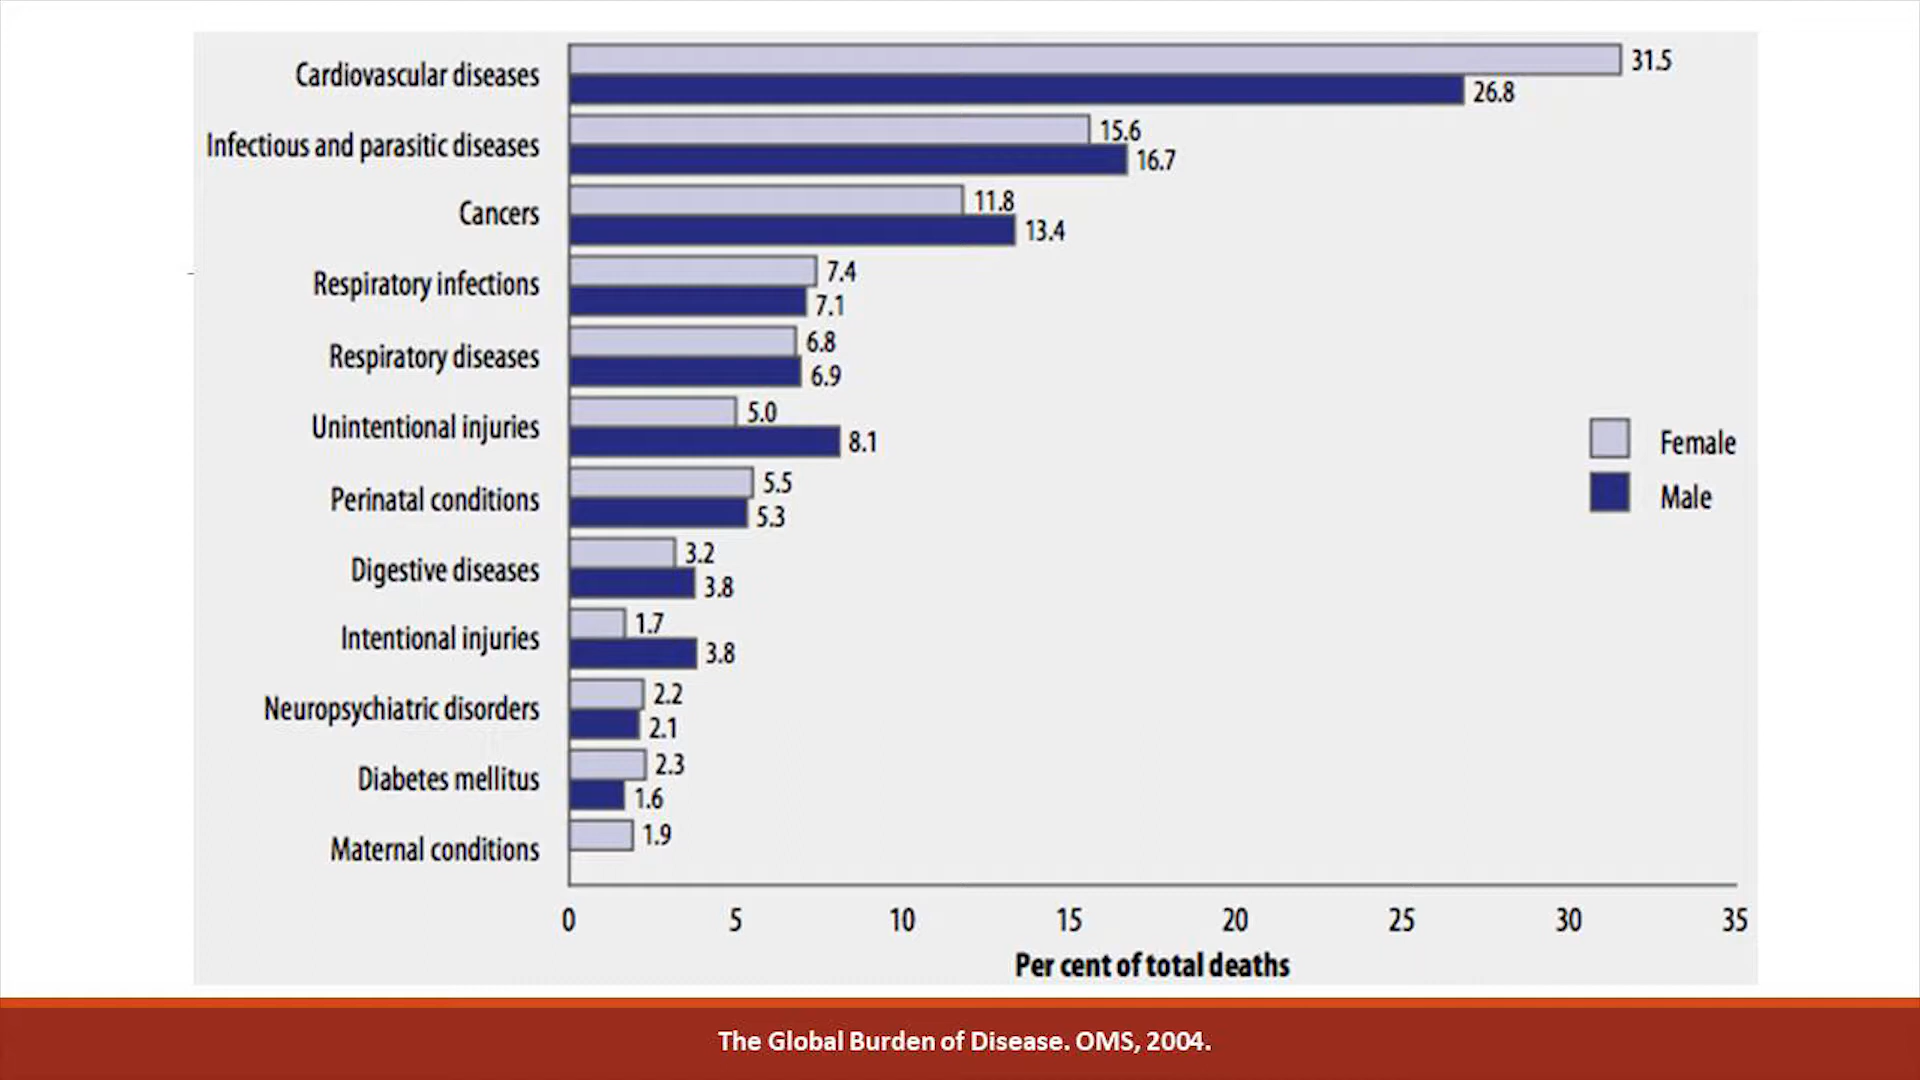 Cardiovascular diseases
31.5
26.8
Infectious and parasitic diseases
15.6
16.7
Cancers
11.8
13.4
Respiratory infections
7.4
7.1
Respiratory diseases
6.8
6.9
Unintentional injuries
5.0
8.1
Perinatal conditions
5.5
5.3
Digestive diseases
3.2
3.8
Intentional injuries
1.7
3.8
Neuropsychiatric disorders
2.2
2.1
Diabetes mellitus
2.3
1.6
Maternal conditions
1.9
Female
Male
0 5 10 15 20 25 30 35
Per cent of total deaths
The Global Burden of Disease. OMS, 2004.